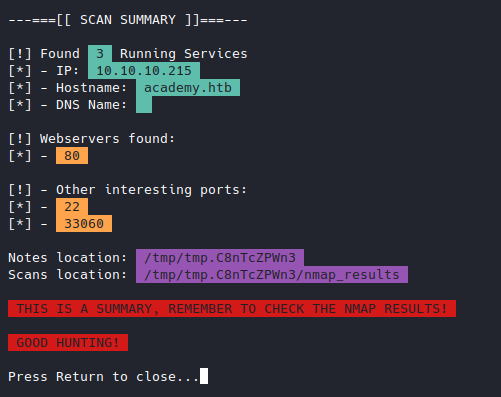 ---===[[ SCAN SUMMARY ]]===---
[!] Found 3 Running Services
[*] - IP: 10.10.10.215
[*] - Hostname: academy.htb
[*] - DNS Name:
[!] Webservers found:
[*] - 80
[!] - Other interesting ports:
[*] - 22
[*] - 33060
Notes location: /tmp/tmp.C8nTcZPWn3
Scans location: /tmp/tmp.C8nTcZPWn3/nmap_results
THIS IS A SUMMARY, REMEMBER TO CHECK THE NMAP RESULTS!
GOOD HUNTING!
Press Return to close...